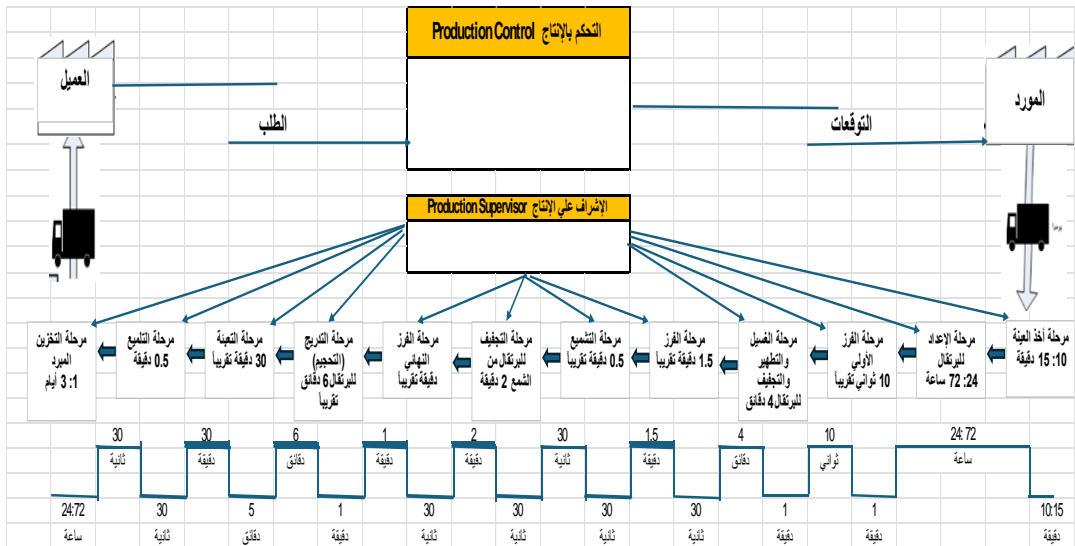 التحكم بالإنتاج Production Control
العميل
المورد
الطلب
التوقعات
الإشراف علي الإنتاج Production Supervisor
مرحلة أخذ العينة
10: 15 دقيقة
مرحلة الإعداد
للبرتقال
24: 72 ساعة
مرحلة الفرز
الأولي
10 ثواني تقريباً
مرحلة الغسيل
والتطهير
والتجفيف
للبرتقال4 دقائق
مرحلة الفرز
1.5 دقيقة تقريباً
مرحلة التشميع
0.5 دقيقة تقريباً
مرحلة التجفيف
للبرتقال من
الشمع 2 دقيقة
مرحلة الفرز
النهائي
دقيقة تقريباً
مرحلة التدريج
(التحجيم)
للبرتقال6 دقائق
تقريباً
مرحلة التعبئة
30 دقيقة تقريباً
مرحلة التلميع
0.5 دقيقة
مرحلة التخزين
المبرد
1: 3 أيام
24:72 10 4 1.5 30 2 1 6 30 30
ساعة ثواني دقائق دقيقة ثانية دقيقة دقيقة دقائق دقيقة ثانية
10:15 1 1 30 30 30 30 1 5 30 24:72
دقيقة دقيقة دقيقة ثانية ثانية ثانية ثانية دقيقة دقائق ثانية ساعة